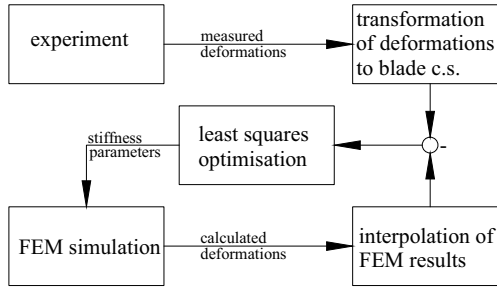 experiment
measured
deformations
transformation
of deformations
to blade c.s.
stiffness
parameters
least squares
optimisation
-
FEM simulation
calculated
deformations
interpolation of
FEM results